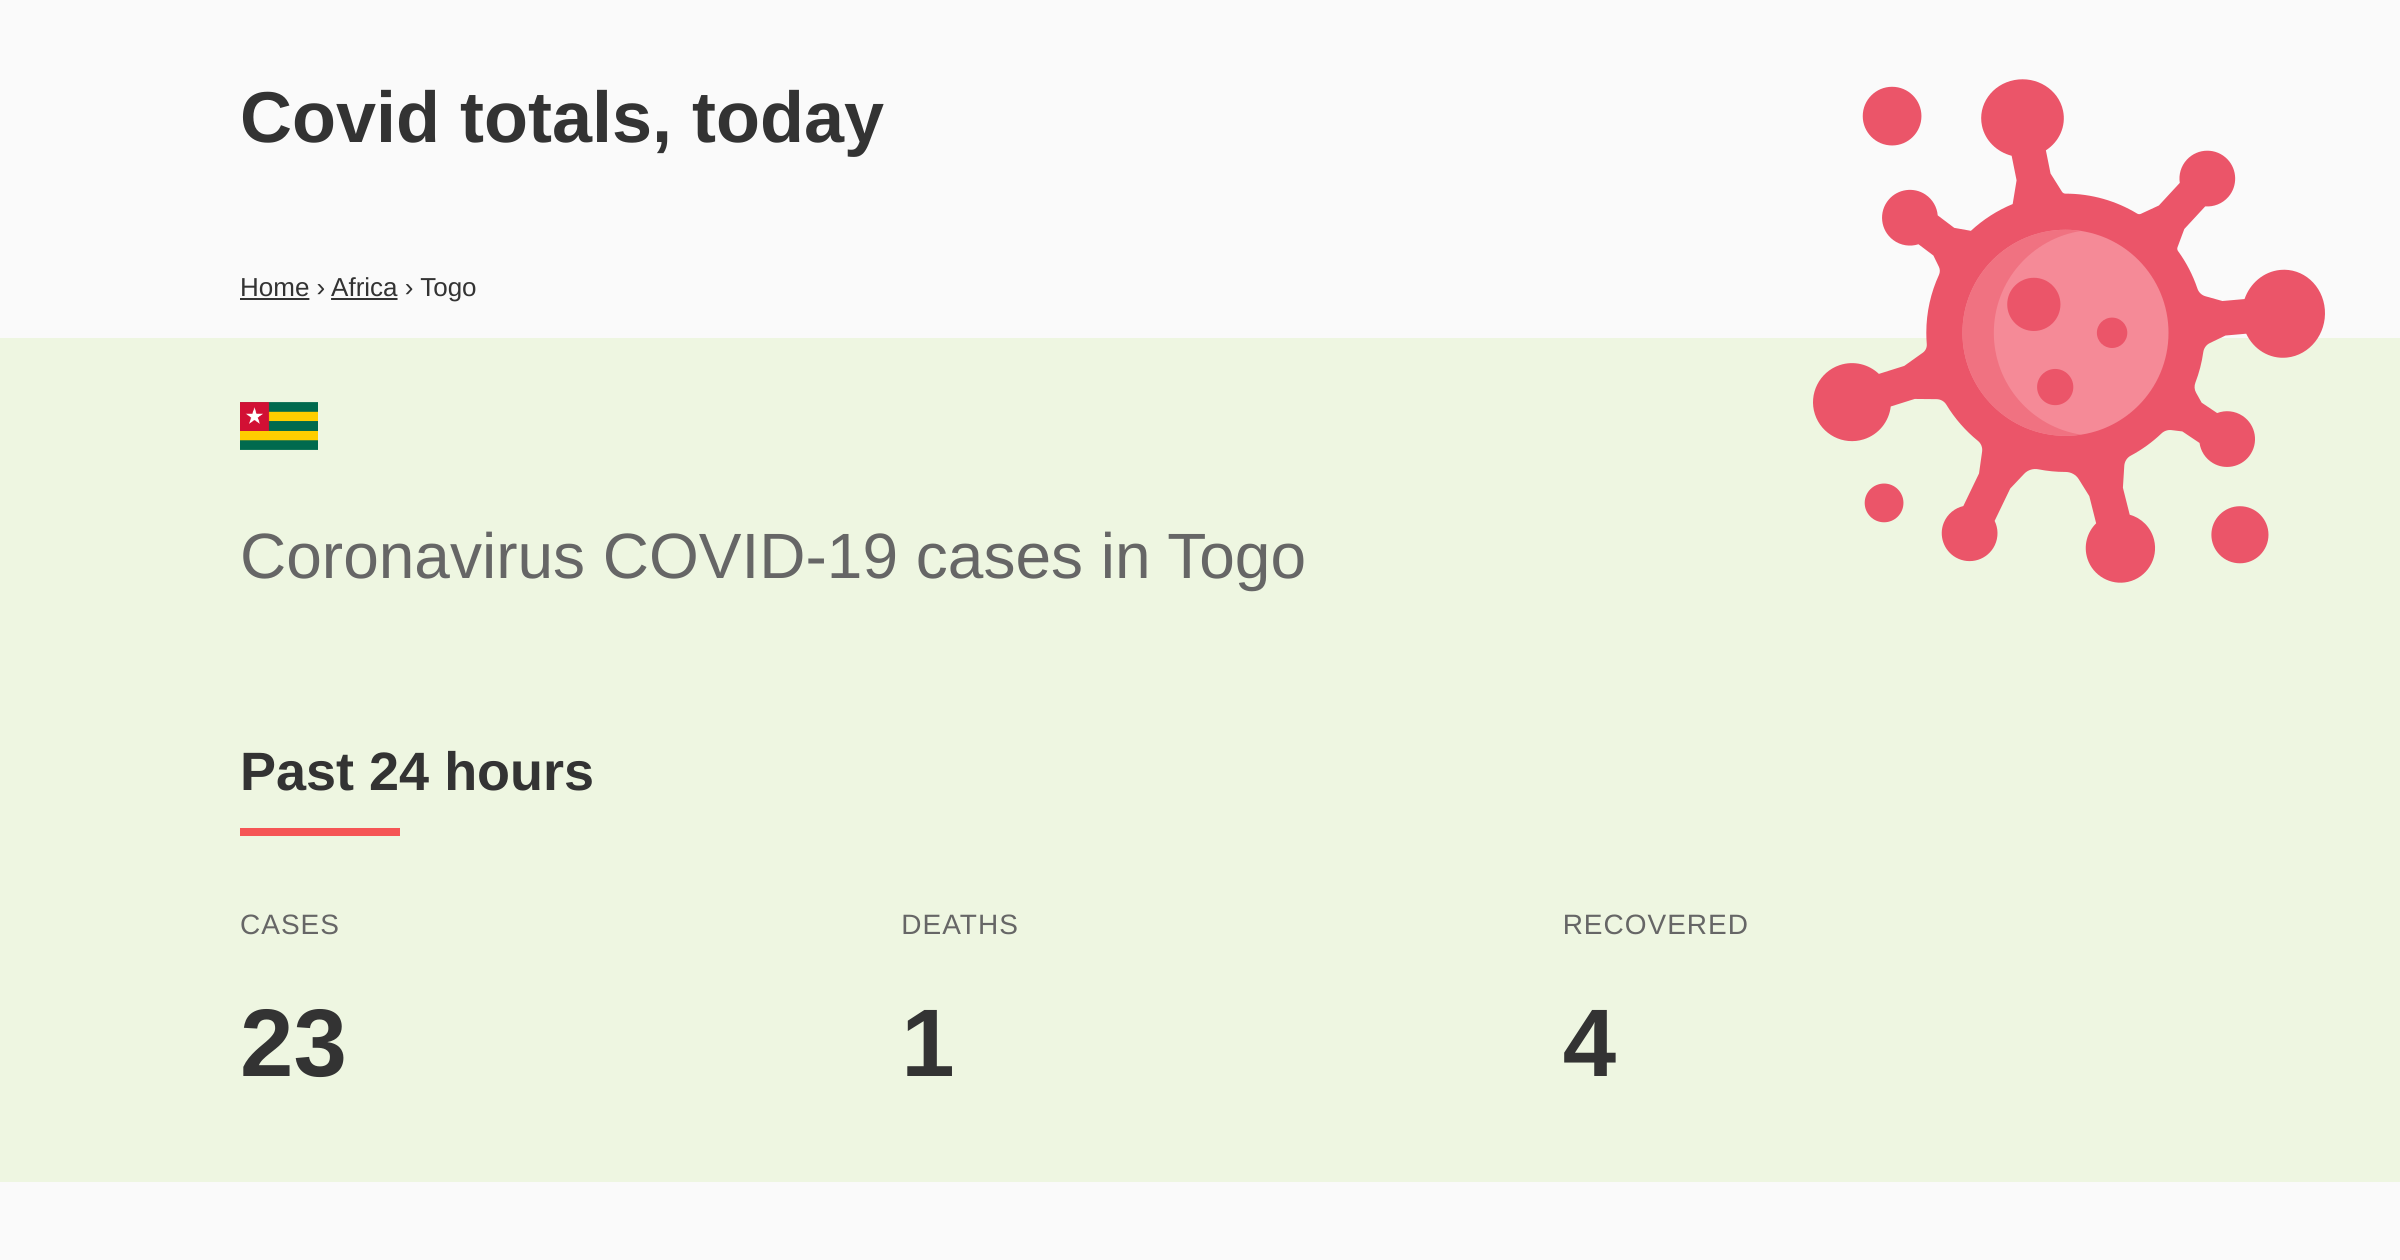 Covid totals, today
Home › Africa › Togo
Coronavirus COVID-19 cases in Togo
Past 24 hours
CASES DEATHS RECOVERED
23 1 4